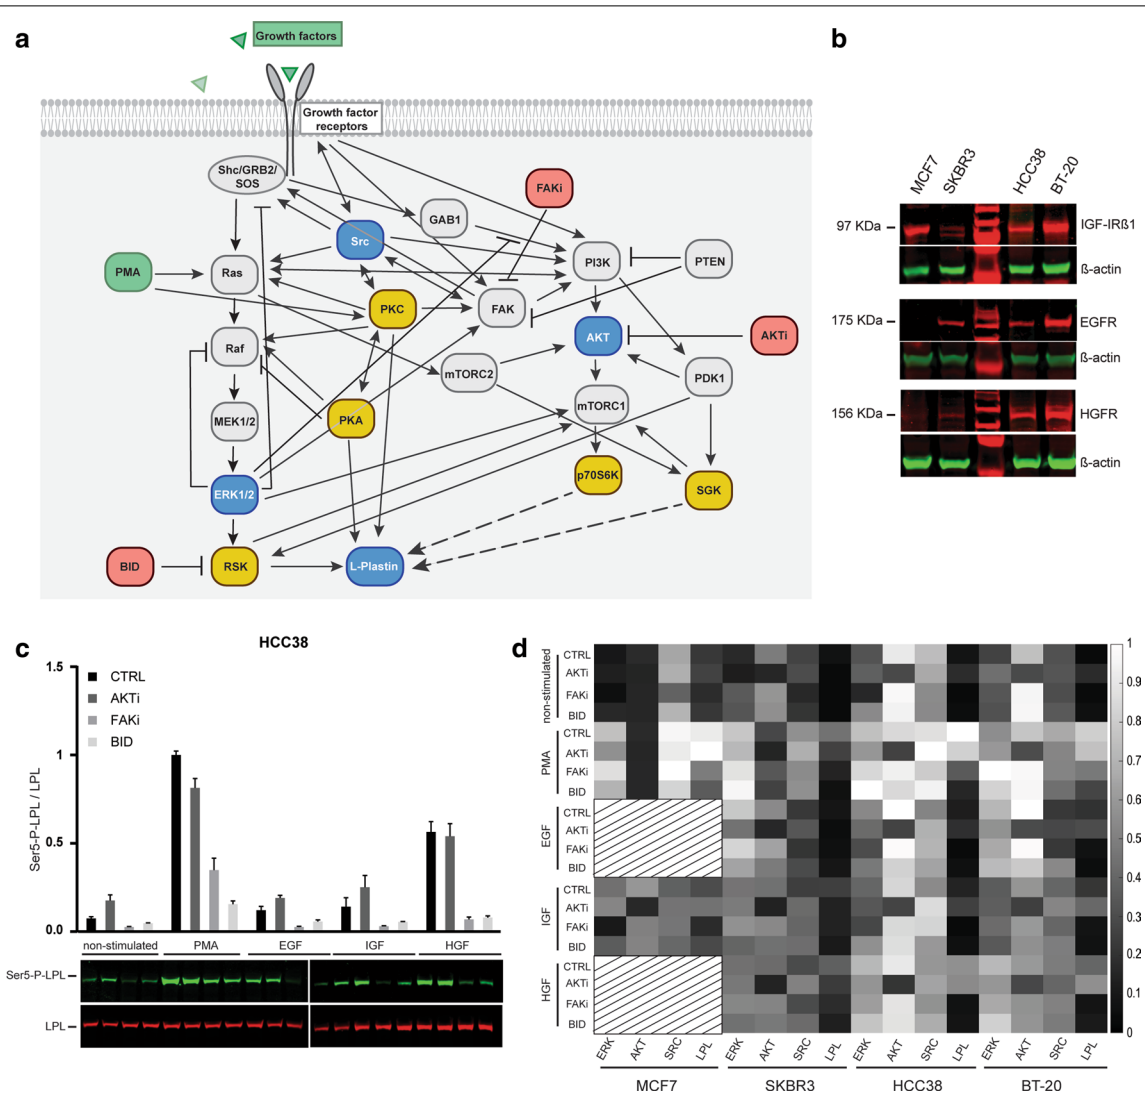 a
Growth factors
Growth factor
receptors
Shc/GRB2/
SOS
FAKi
GAB1
Src
PMA
Ras
PI3K
PTEN
PKC
FAK
AKT
AKTi
Raf
mTORC2
PDK1
MEK1/2
PKA
mTORC1
ERK1/2
p70S6K
SGK
BID
RSK
L-Plastin
b
MCF7
SKBR3
HCC38
BT-20
97 KDa
IGF-IRß1
ß-actin
175 KDa
EGFR
ß-actin
156 KDa
HGFR
ß-actin
c
HCC38
Ser5-P-LPL / LPL
1.5
1
0.5
0.0
CTRL
AKTi
FAKi
BID
non-stimulated
PMA
EGF
IGF
HGF
Ser5-P-LPL
LPL
d
non-stimulated
CTRL
AKTi
FAKi
BID
PMA
CTRL
AKTi
FAKi
BID
EGF
CTRL
AKTi
FAKi
BID
IGF
CTRL
AKTi
FAKi
BID
HGF
CTRL
AKTi
FAKi
BID
1
0.9
0.8
0.7
0.6
0.5
0.4
0.3
0.2
0.1
0
ERK AKT SRC LPL ERK AKT SRC LPL ERK AKT SRC LPL ERK AKT SRC LPL
MCF7 SKBR3 HCC38 BT-20